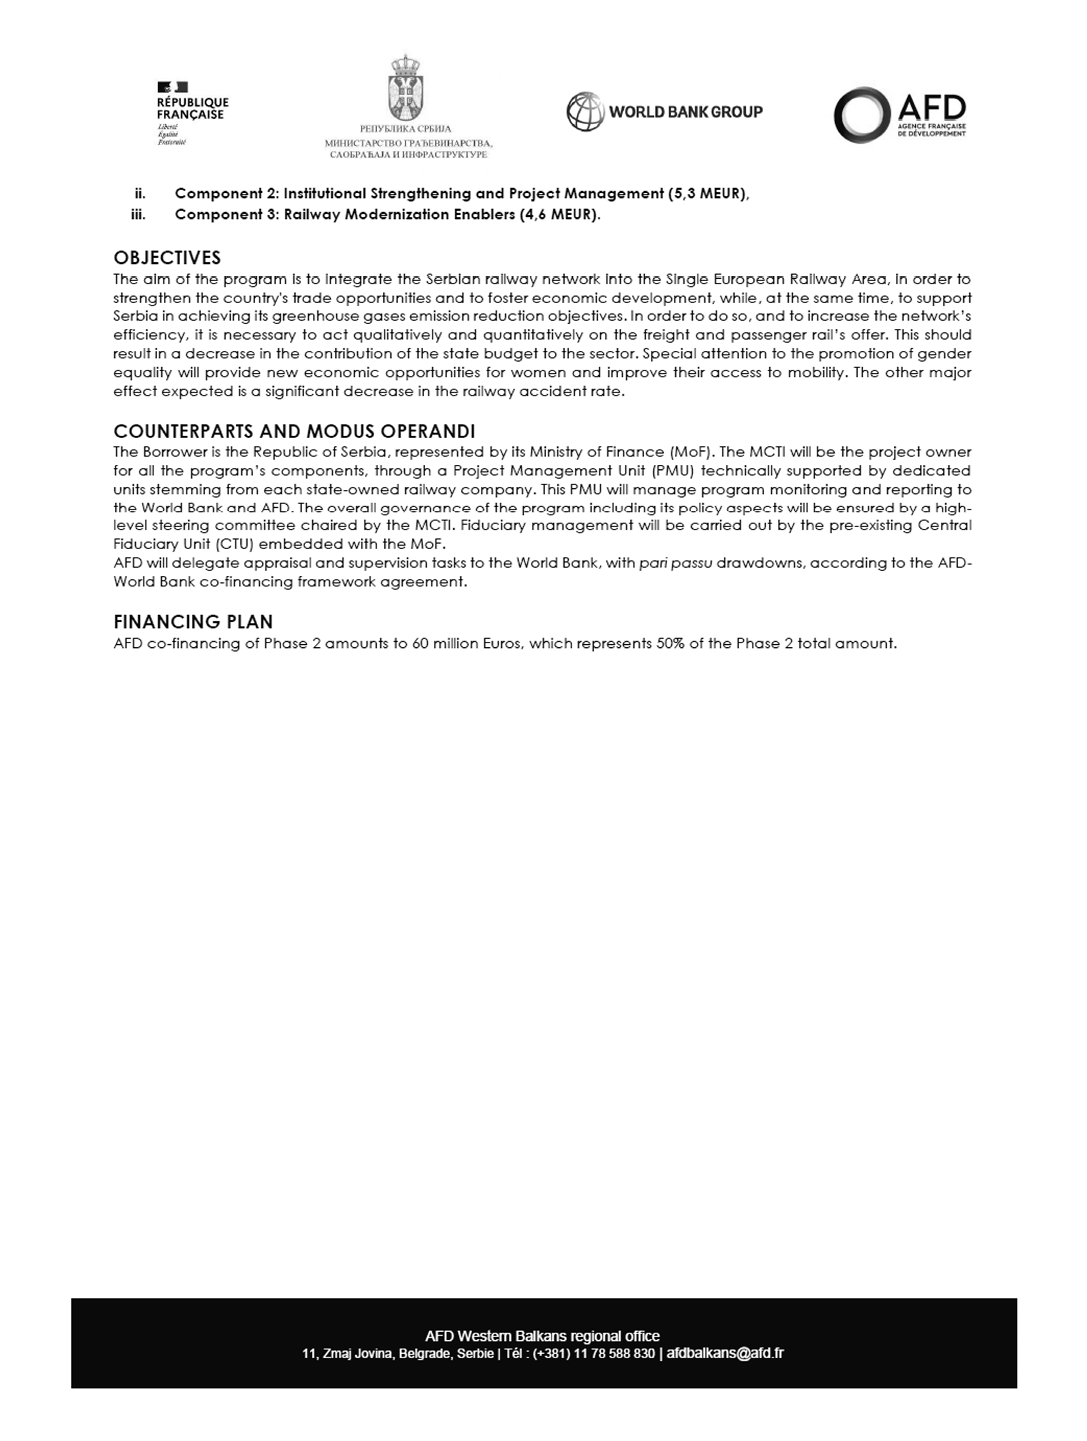 RÉPUBLIQUE
FRANÇAISE
Liberté
Égalité
Fraternité
РЕПУБЛИКА СРБИЈА
МИНИСТАРСТВО ГРАЂЕВИНАРСТВА,
САОБРАЋАЈА И ИНФРАСТРУКТУРЕ
WORLD BANK GROUP
AFD
AGENCE FRANÇAISE
DE DÉVELOPPEMENT
ii. Component 2: Institutional Strengthening and Project Management (5,3 MEUR),
iii. Component 3: Railway Modernization Enablers (4,6 MEUR).
OBJECTIVES
The aim of the program is to integrate the Serbian railway network into the Single European Railway Area, in order to
strengthen the country's trade opportunities and to foster economic development, while, at the same time, to support
Serbia in achieving its greenhouse gases emission reduction objectives. In order to do so, and to increase the network's
efficiency, it is necessary to act qualitatively and quantitatively on the freight and passenger rail's offer. This should
result in a decrease in the contribution of the state budget to the sector. Special attention to the promotion of gender
equality will provide new economic opportunities for women and improve their access to mobility. The other major
effect expected is a significant decrease in the railway accident rate.
COUNTERPARTS AND MODUS OPERANDI
The Borrower is the Republic of Serbia, represented by its Ministry of Finance (MoF). The MCTI will be the project owner
for all the program's components, through a Project Management Unit (PMU) technically supported by dedicated
units stemming from each state-owned railway company. This PMU will manage program monitoring and reporting to
the World Bank and AFD. The overall governance of the program including its policy aspects will be ensured by a high-
level steering committee chaired by the MCTI. Fiduciary management will be carried out by the pre-existing Central
Fiduciary Unit (CTU) embedded with the MoF.
AFD will delegate appraisal and supervision tasks to the World Bank, with pari passu drawdowns, according to the AFD-
World Bank co-financing framework agreement.
FINANCING PLAN
AFD co-financing of Phase 2 amounts to 60 million Euros, which represents 50% of the Phase 2 total amount.
AFD Western Balkans regional office
11, Zmaj Jovina, Belgrade, Serbie | Tél : (+381) 11 78 588 830 | afdbalkans@afd.fr